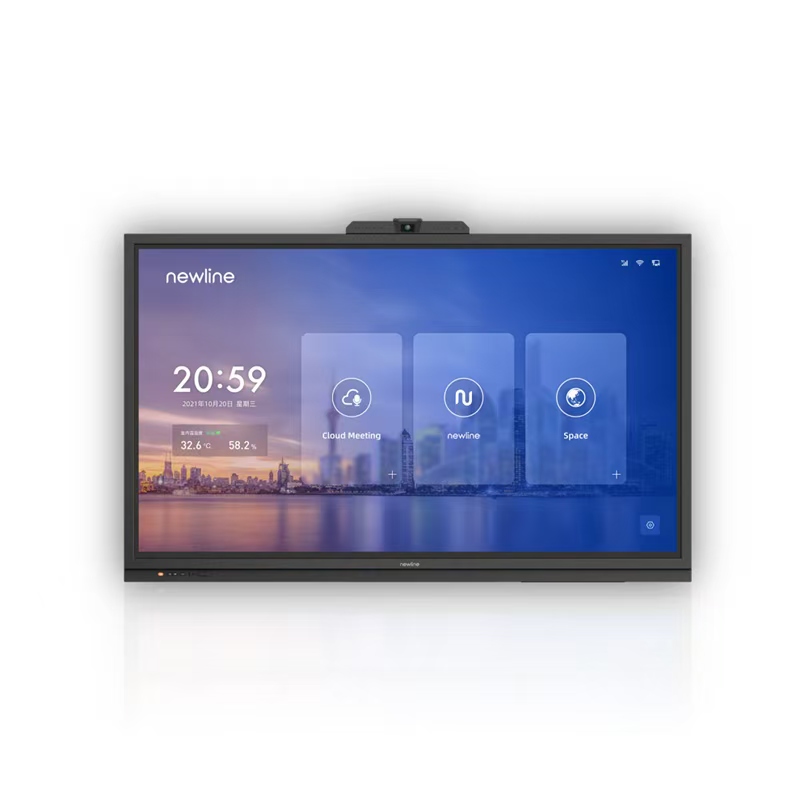 newline
20:59
2021年10月20日 星期三
32.6 °C 58.2 %
Cloud Meeting
newline
Space
newline